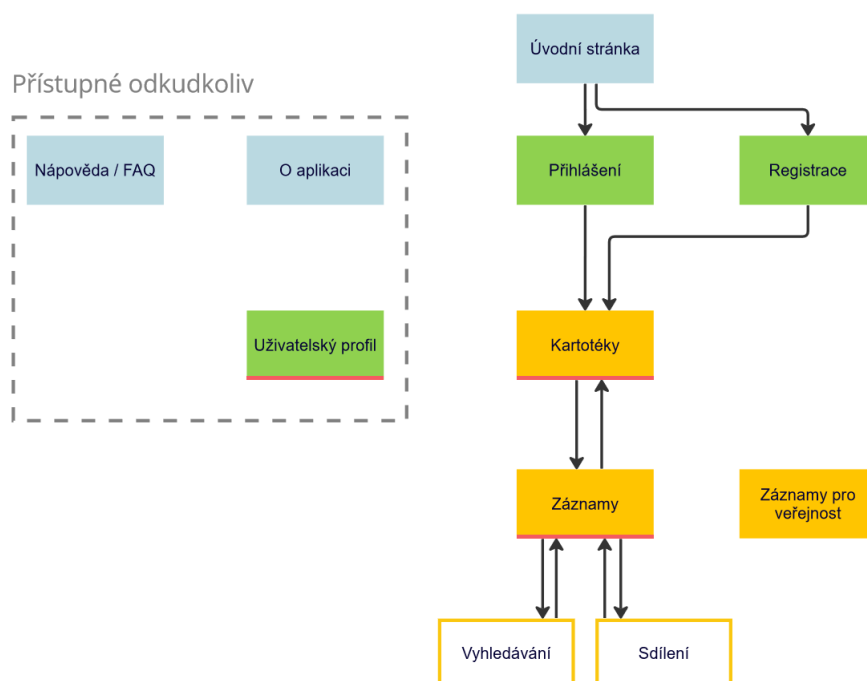 Úvodní stránka
Přístupné odkudkoliv
Nápověda / FAQ
O aplikaci
Přihlášení
Registrace
Uživatelský profil
Kartotéky
Záznamy
Záznamy pro
veřejnost
Vyhledávání
Sdílení